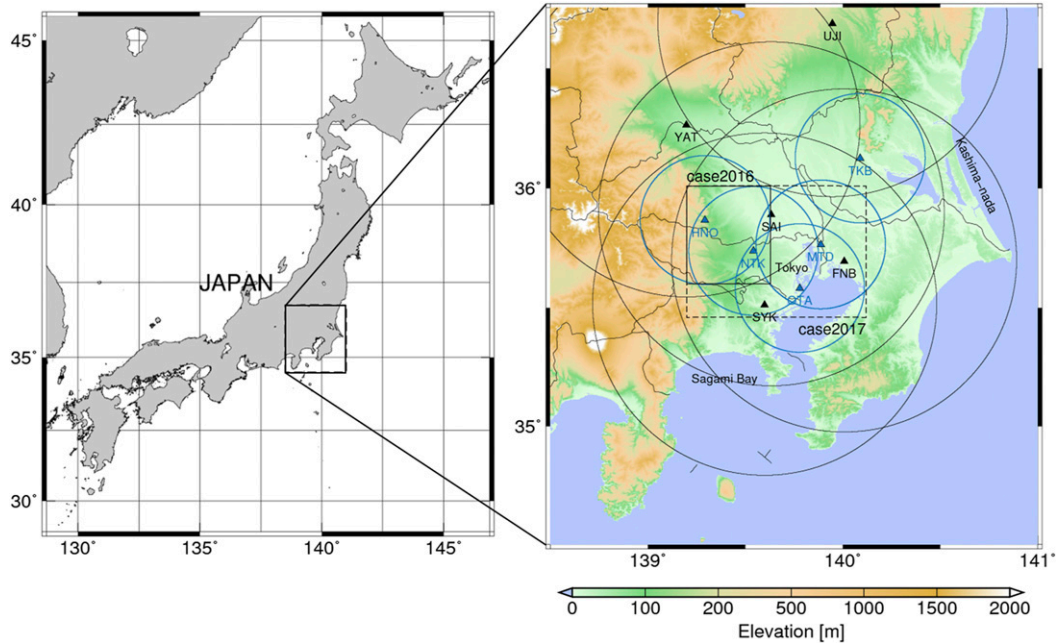 45°
40°
35°
30°
130°
135°
140°
145°
JAPAN
UJI
YAT
TKB
Kashima-nada
case2016
36°
HNO
SAI
NTK
Tokyo
MTD
FNB
OTA
SYK
case2017
Sagami Bay
35°
139°
140°
141°
0 100 200 500 1000 1500 2000
Elevation [m]